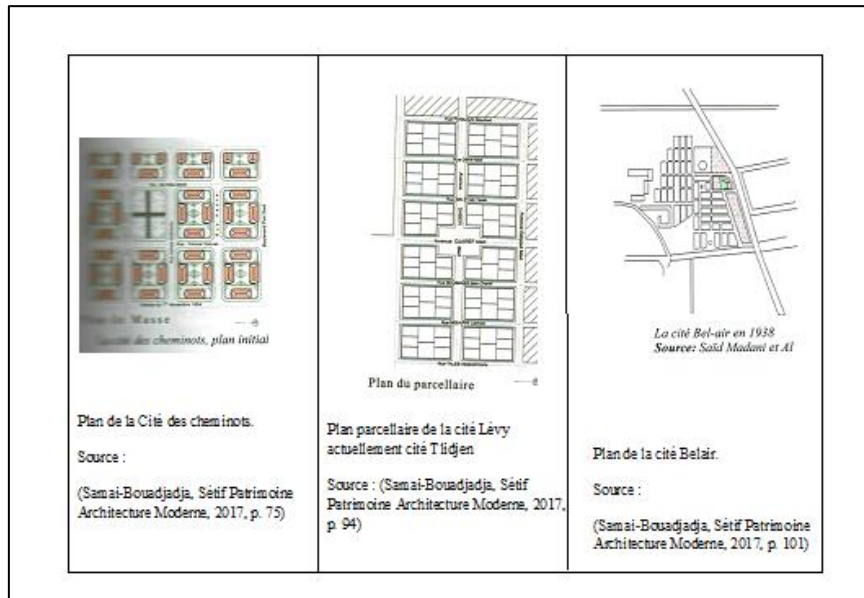 Plan de Masse
des cheminots, plan initial
Plan de la Cité des cheminots.
Source :
(Samai-Bouadjadja, Sétif Patrimoine
Architecture Moderne, 2017, p. 75)
Plan du parcellaire
Plan parcellaire de la cité Lévy
actuellement cité Tlidjen
Source : (Samai-Bouadjadja, Sétif
Patrimoine Architecture Moderne, 2017,
p. 94)
La cité Bel-air en 1938
Source: Saïd Madani et Al
Plan de la cité Belair.
Source :
(Samai-Bouadjadja, Sétif Patrimoine
Architecture Moderne, 2017, p. 101)